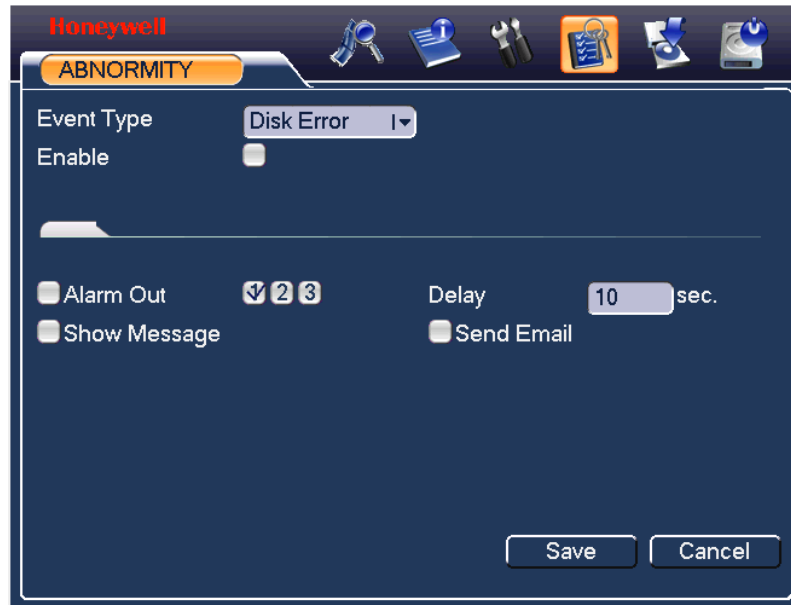 Honeywell
ABNORMITY
Event Type Disk Error
Enable
Alarm Out 1 2 3 Delay 10 sec.
Show Message Send Email
Save Cancel